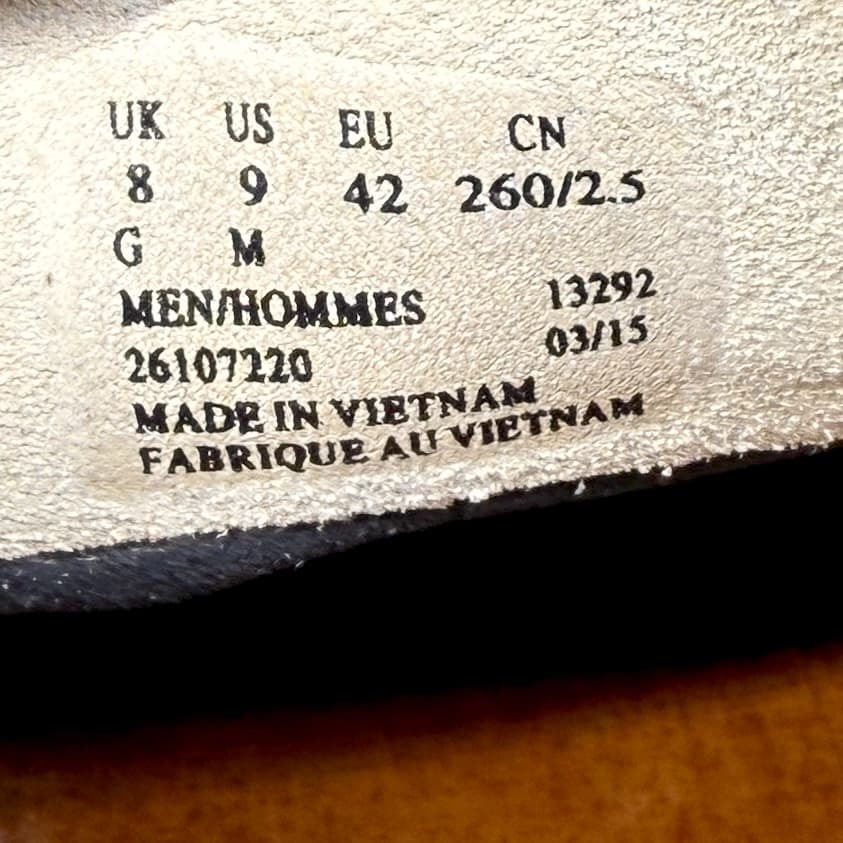 UK US EU CN
8 9 42 260/2.5
G M
MEN/HOMMES 13292
26107220 03/15
MADE IN VIETNAM
FABRIQUE AU VIETNAM